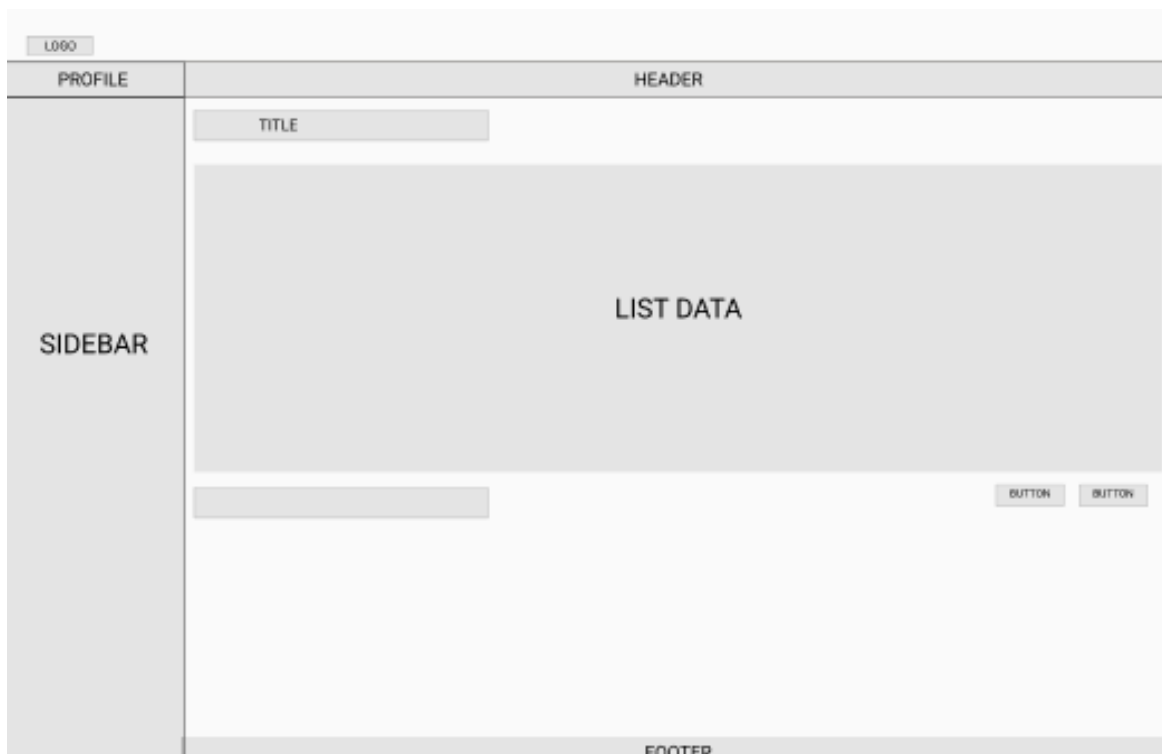 LOGO
PROFILE
HEADER
TITLE
LIST DATA
SIDEBAR
BUTTON
BUTTON
FOOTER